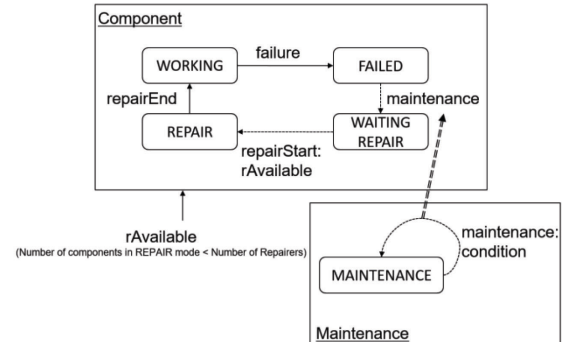 Component
failure
WORKING
FAILED
repairEnd
maintenance
REPAIR
WAITING
REPAIR
repairStart:
rAvailable
rAvailable
(Number of components in REPAIR mode < Number of Repairers)
maintenance:
condition
MAINTENANCE
Maintenance